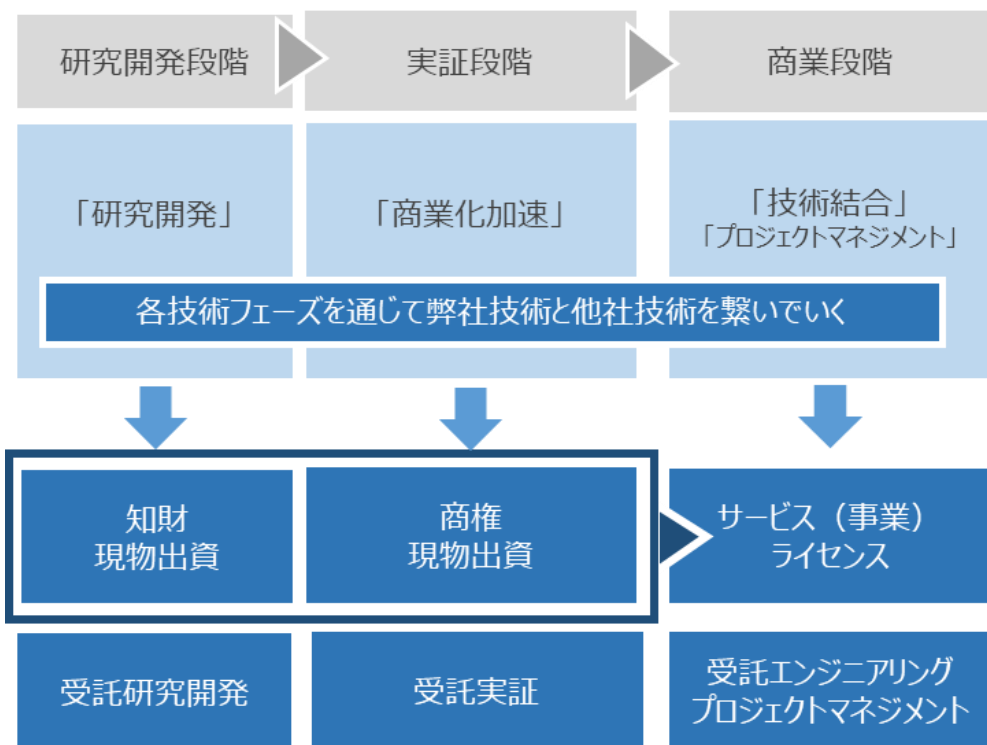 研究開発段階
実証段階
商業段階
「研究開発」
「商業化加速」
「技術結合」
「プロジェクトマネジメント」
各技術フェーズを通じて弊社技術と他社技術を繋いでいく
知財
現物出資
商権
現物出資
サービス（事業）
ライセンス
受託研究開発
受託実証
受託エンジニアリング
プロジェクトマネジメント